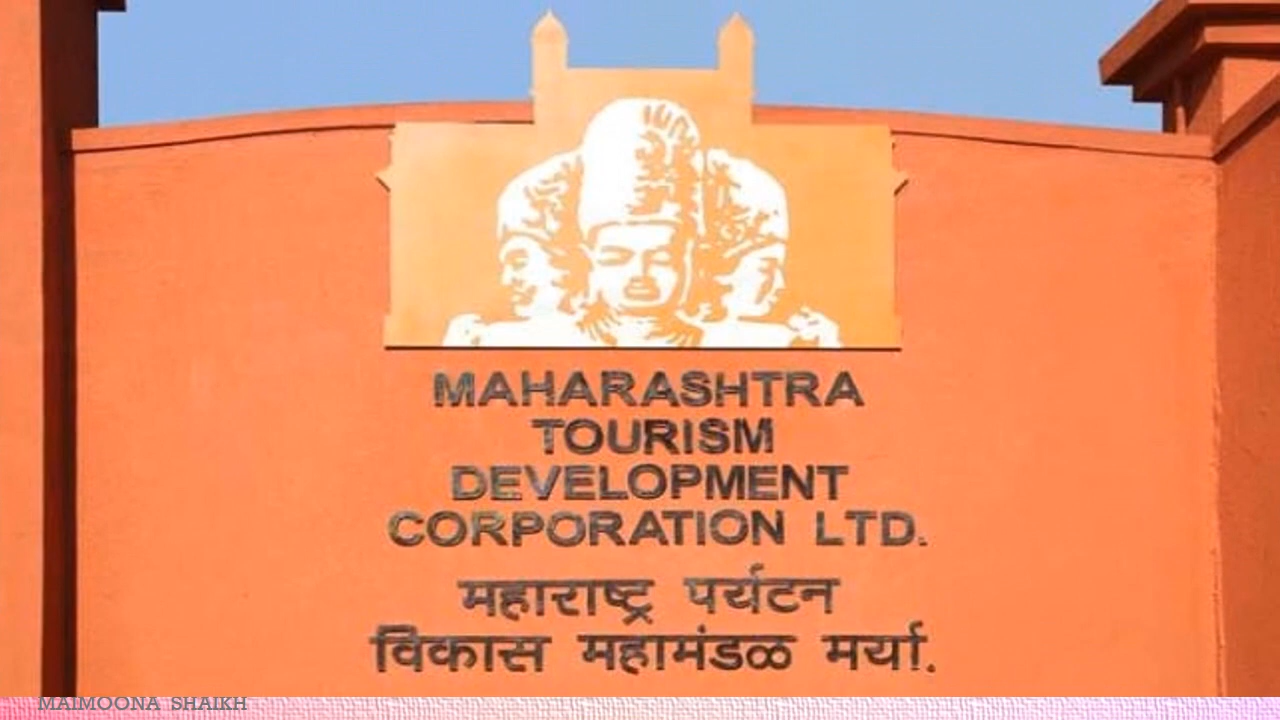 MAHARASHTRA
TOURISM
DEVELOPMENT
CORPORATION LTD.
महाराष्ट्र पर्यटन
विकास महामंडळ मर्या.
MAIMOONA SHAIKH